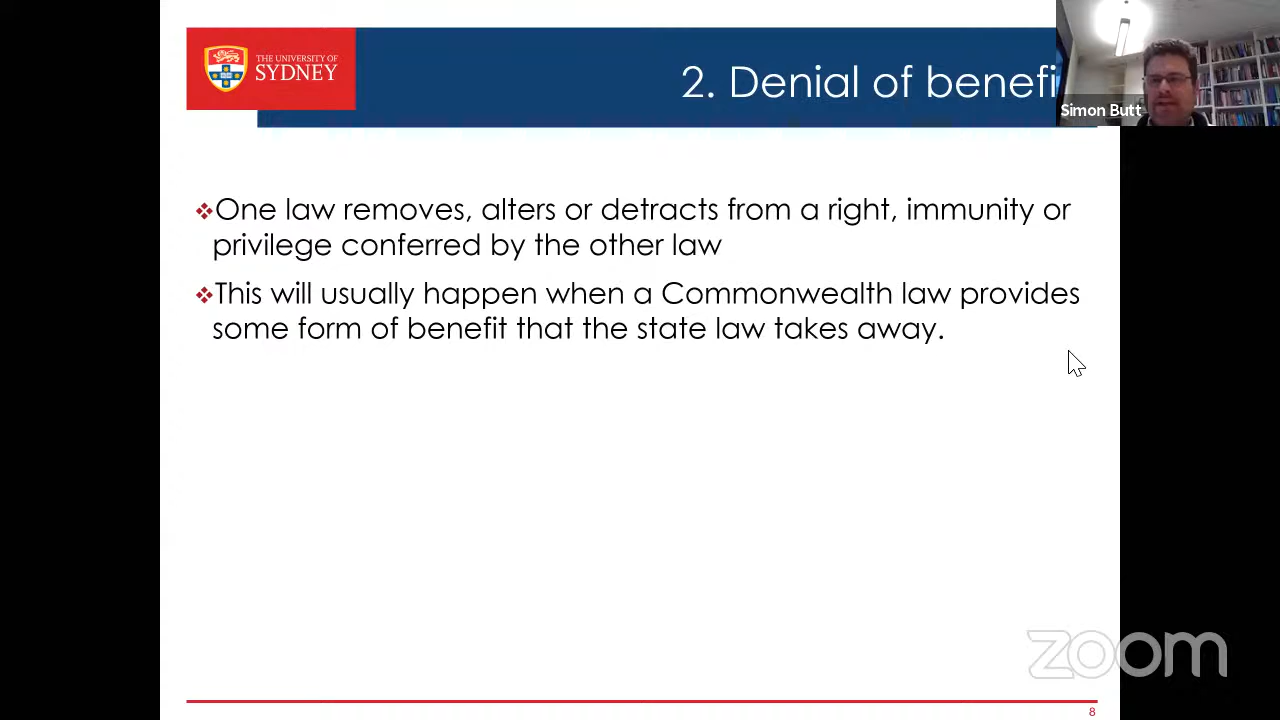 THE UNIVERSITY OF
SYDNEY
2. Denial of benefi
Simon Butt
❖One law removes, alters or detracts from a right, immunity or
privilege conferred by the other law
❖This will usually happen when a Commonwealth law provides
some form of benefit that the state law takes away.
zoom
8